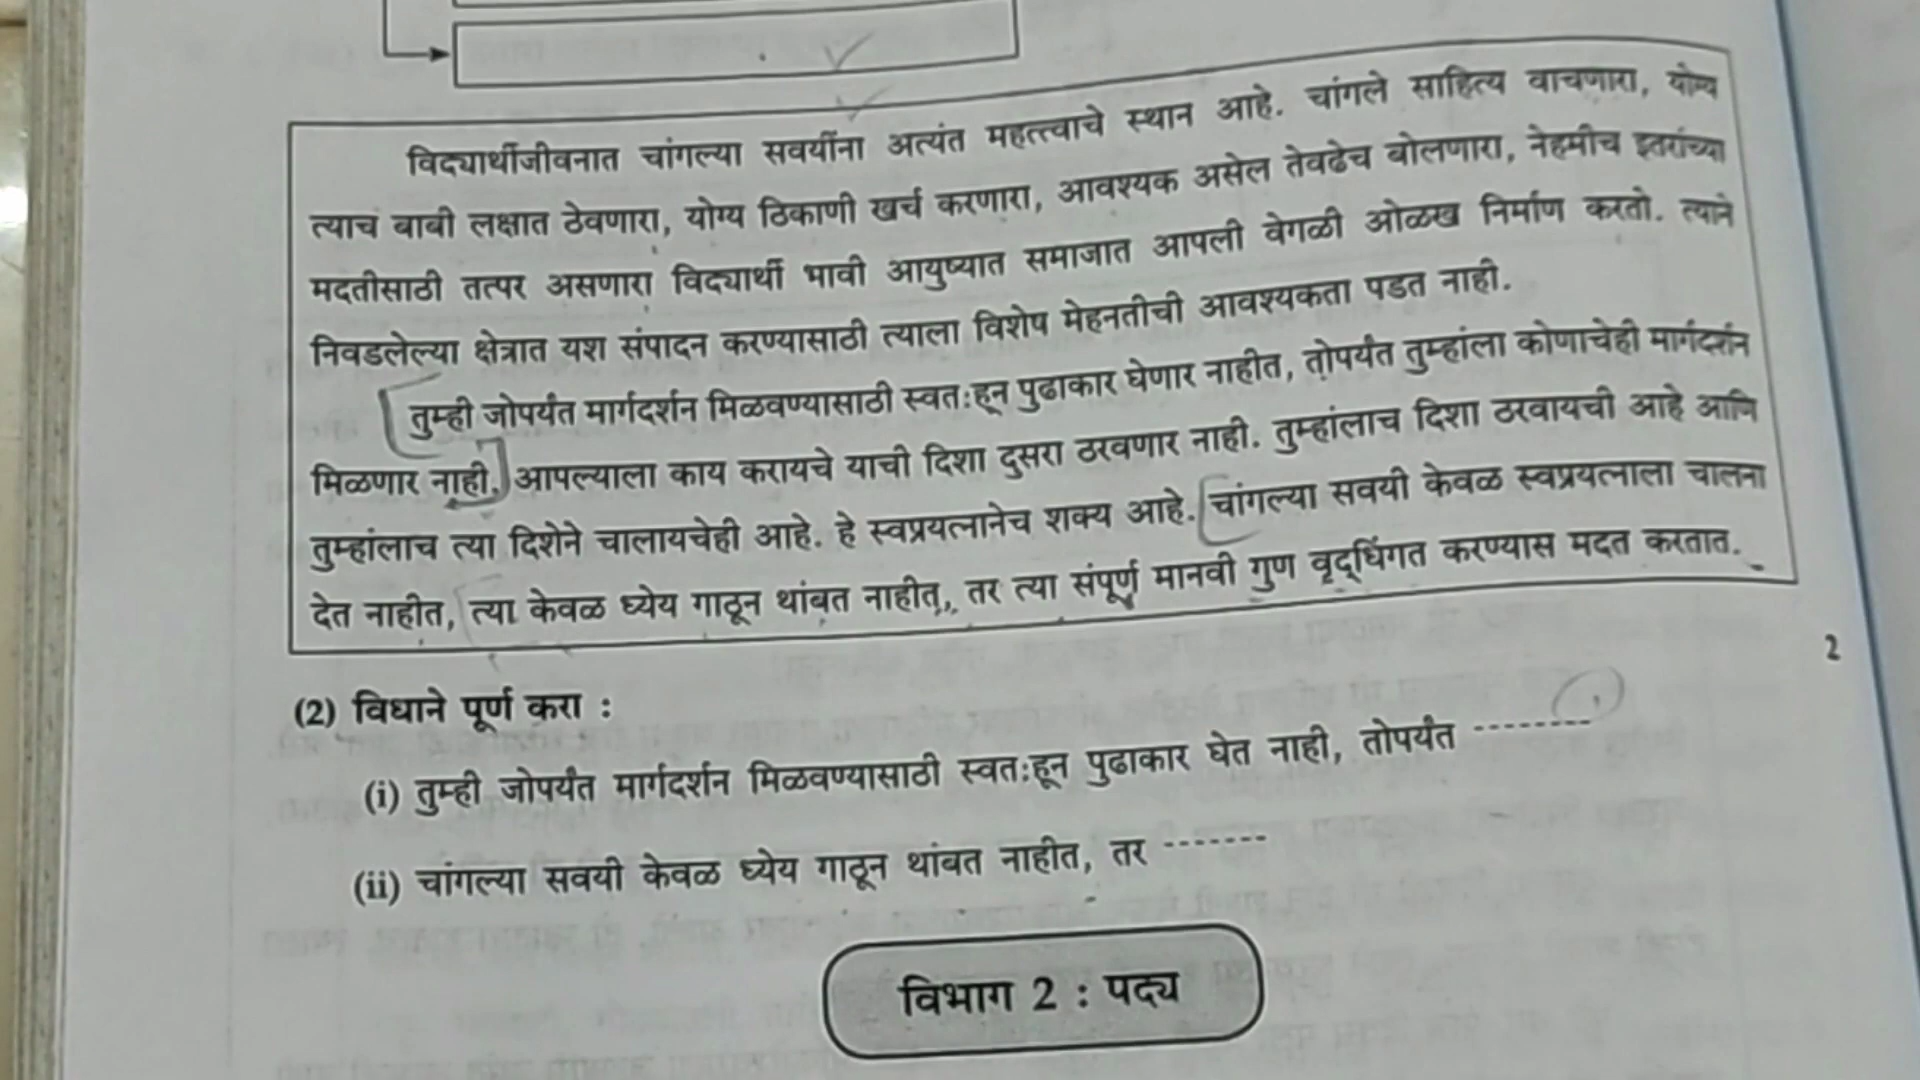 विद्यार्थीजीवनात चांगल्या सवयींना अत्यंत महत्त्वाचे स्थान आहे. चांगले साहित्य वाचणारा, योग्य
त्याच बाबी लक्षात ठेवणारा, योग्य ठिकाणी खर्च करणारा, आवश्यक असेल तेवढेच बोलणारा, नेहमीच इतरांच्या
मदतीसाठी तत्पर असणारा विद्यार्थी भावी आयुष्यात समाजात आपली वेगळी ओळख निर्माण करतो. त्याने
निवडलेल्या क्षेत्रात यश संपादन करण्यासाठी त्याला विशेष मेहनतीची आवश्यकता पडत नाही.
तुम्ही जोपर्यंत मार्गदर्शन मिळवण्यासाठी स्वतःहून पुढाकार घेणार नाहीत, तोपर्यंत तुम्हांला कोणाचेही मार्गदर्शन
मिळणार नाही. आपल्याला काय करायचे याची दिशा दुसरा ठरवणार नाही. तुम्हांलाच दिशा ठरवायची आहे आणि
तुम्हांलाच त्या दिशेने चालायचेही आहे. हे स्वप्रयत्नानेच शक्य आहे. चांगल्या सवयी केवळ स्वप्रयत्नाला चालना
देत नाहीत, त्या केवळ ध्येय गाठून थांबत नाहीत, तर त्या संपूर्ण मानवी गुण वृद्धिंगत करण्यास मदत करतात.
(2) विधाने पूर्ण करा : 2
(i) तुम्ही जोपर्यंत मार्गदर्शन मिळवण्यासाठी स्वतःहून पुढाकार घेत नाही, तोपर्यंत --------
(ii) चांगल्या सवयी केवळ ध्येय गाठून थांबत नाहीत, तर -------
विभाग 2 : पद्य